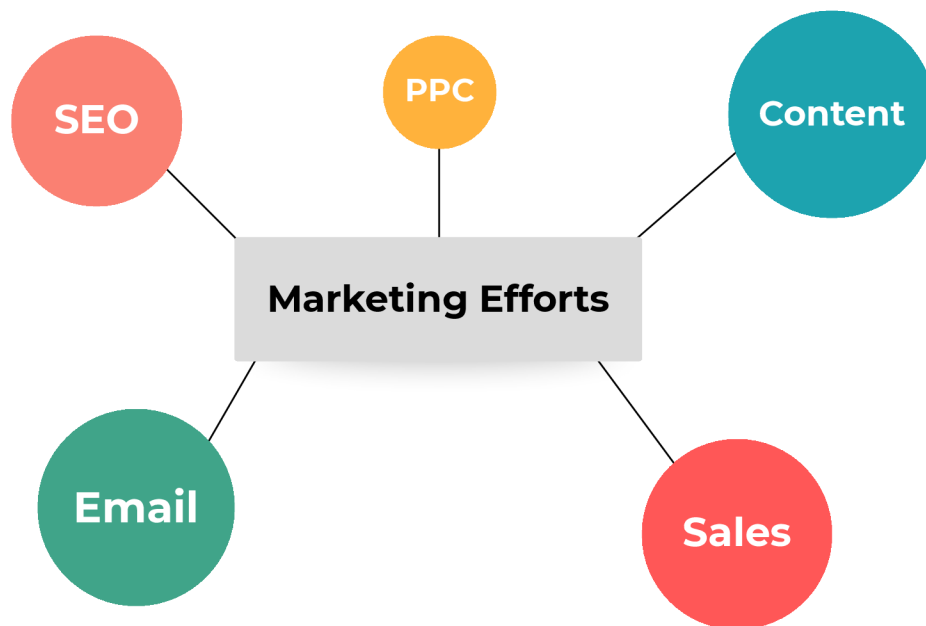 SEO
PPC
Content
Marketing Efforts
Email
Sales